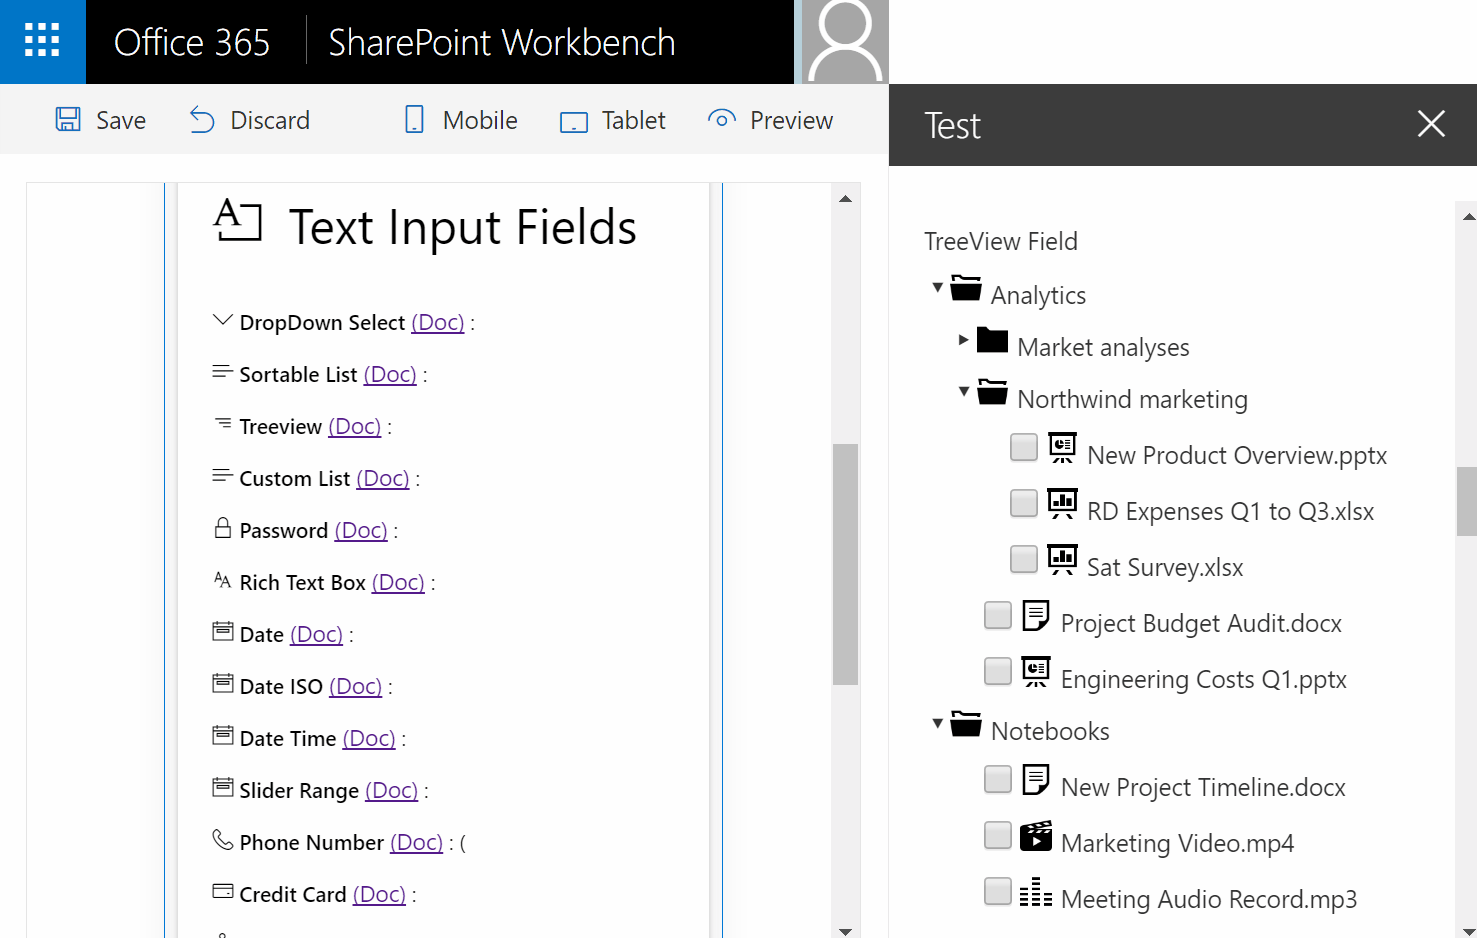 Office 365
SharePoint Workbench
Save
Discard
Mobile
Tablet
Preview
Text Input Fields
DropDown Select (Doc) :
Sortable List (Doc) :
Treeview (Doc) :
Custom List (Doc) :
Password (Doc) :
Rich Text Box (Doc) :
Date (Doc) :
Date ISO (Doc) :
Date Time (Doc) :
Slider Range (Doc) :
Phone Number (Doc) : (
Credit Card (Doc) :
Test
TreeView Field
Analytics
Market analyses
Northwind marketing
New Product Overview.pptx
RD Expenses Q1 to Q3.xlsx
Sat Survey.xlsx
Project Budget Audit.docx
Engineering Costs Q1.pptx
Notebooks
New Project Timeline.docx
Marketing Video.mp4
Meeting Audio Record.mp3